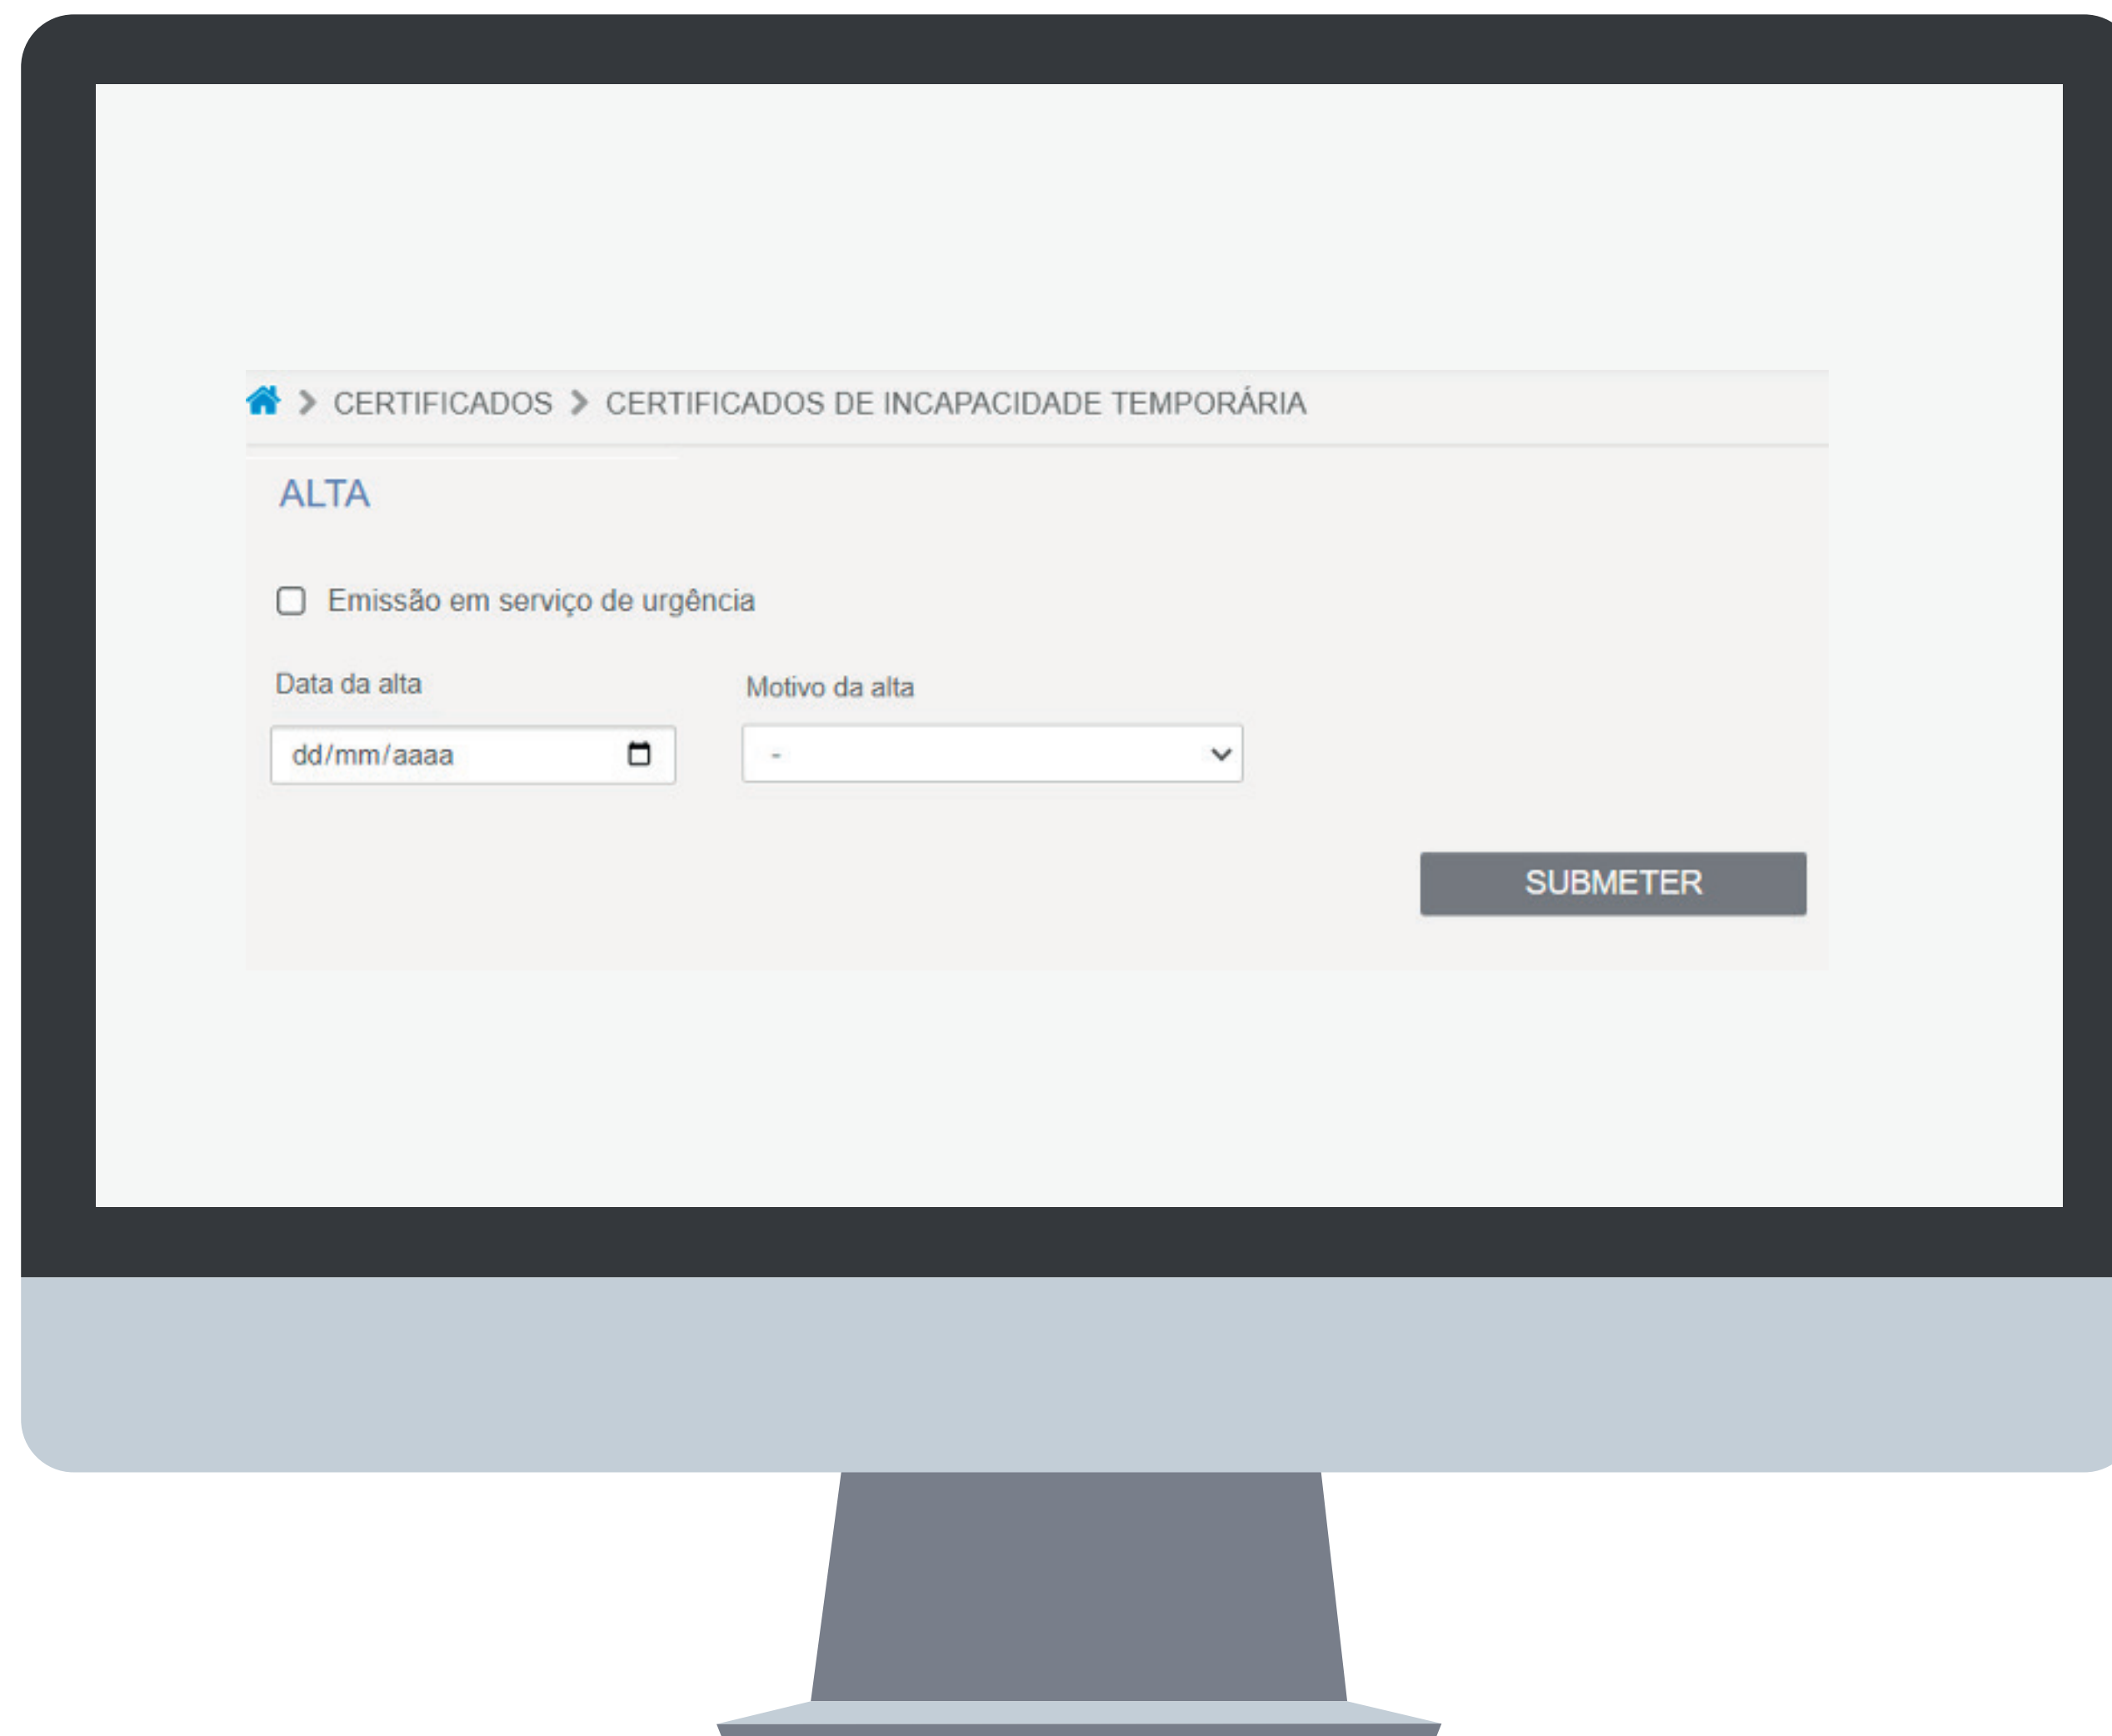 CERTIFICADOS > CERTIFICADOS DE INCAPACIDADE TEMPORÁRIA
ALTA
Emissão em serviço de urgência
Data da alta Motivo da alta
dd/mm/aaaa -
SUBMETER